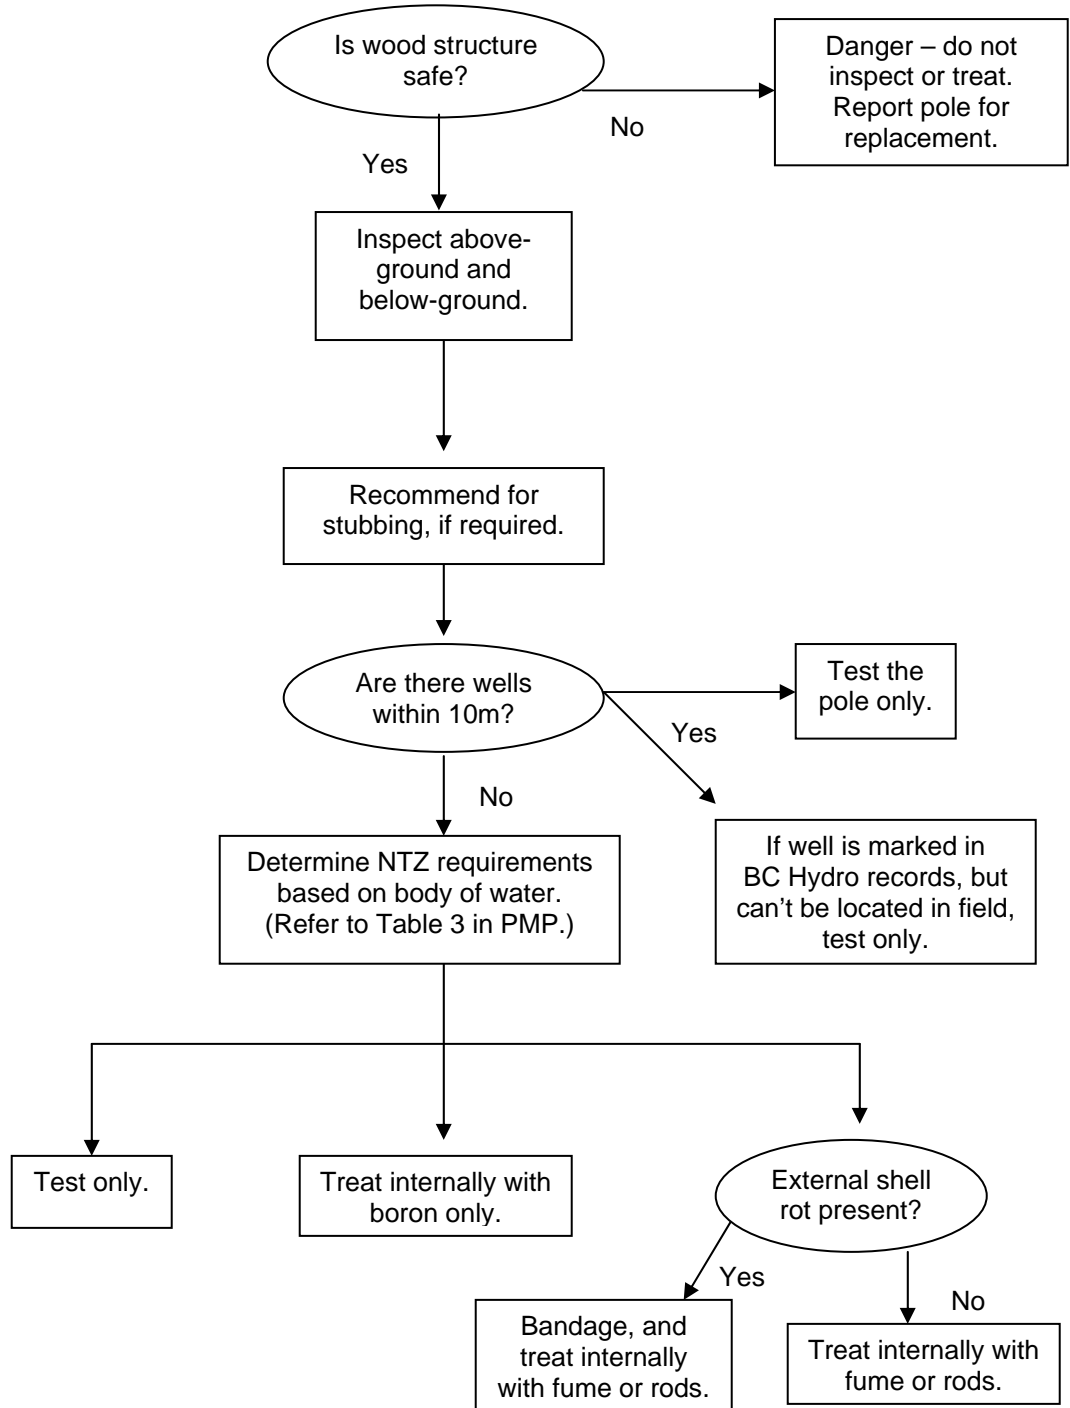 Is wood structure
safe?
Danger – do not
inspect or treat.
Report pole for
replacement.
No
Yes
Inspect above-
ground and
below-ground.
Recommend for
stubbing, if required.
Are there wells
within 10m?
Test the
pole only.
Yes
No
If well is marked in
BC Hydro records, but
can’t be located in field,
test only.
Determine NTZ requirements
based on body of water.
(Refer to Table 3 in PMP.)
Test only.
Treat internally with
boron only.
External shell
rot present?
Yes
No
Bandage, and
treat internally
with fume or rods.
Treat internally with
fume or rods.